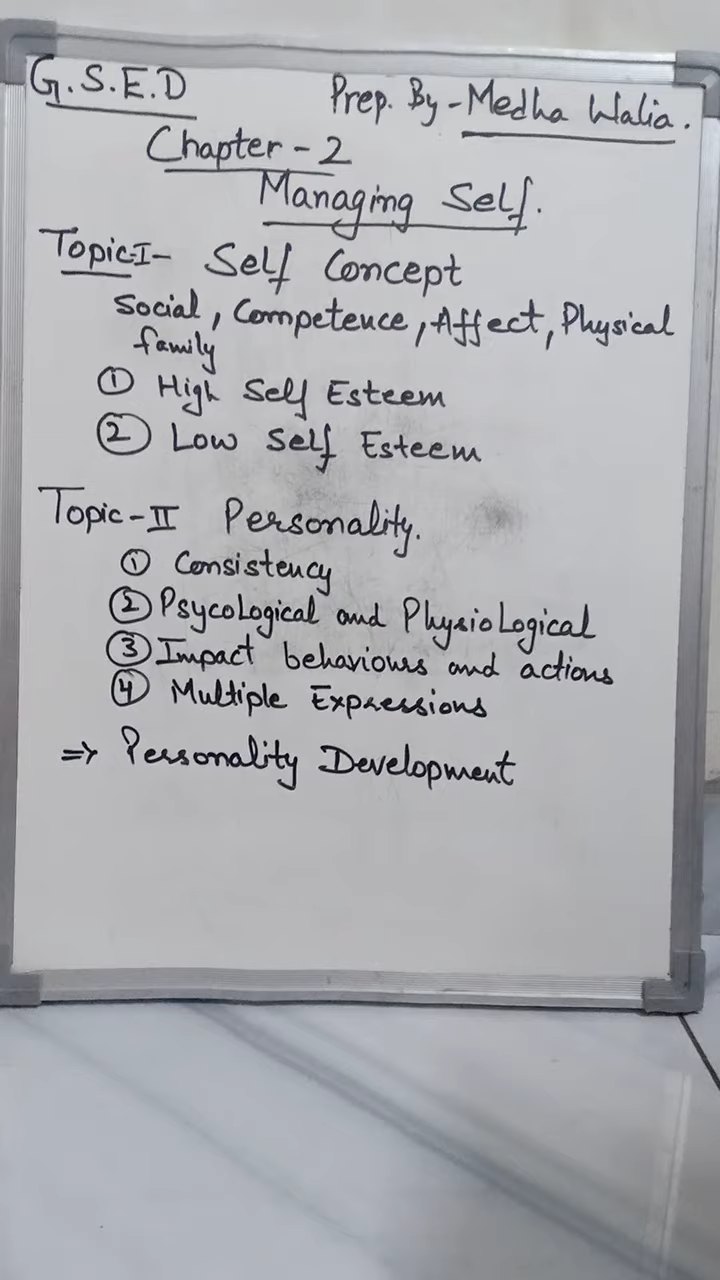 G.S.E.D
Prep. By - Medha Walia.
Chapter - 2
Managing Self.
Topic-I- Self Concept
Social, Competence, Affect, Physical
family
① High Self Esteem
② Low Self Esteem
Topic-II Personality.
① Consistency
② Psycological and Physiological
③ Impact behaviours and actions
④ Multiple Expressions
⇒ Personality Development